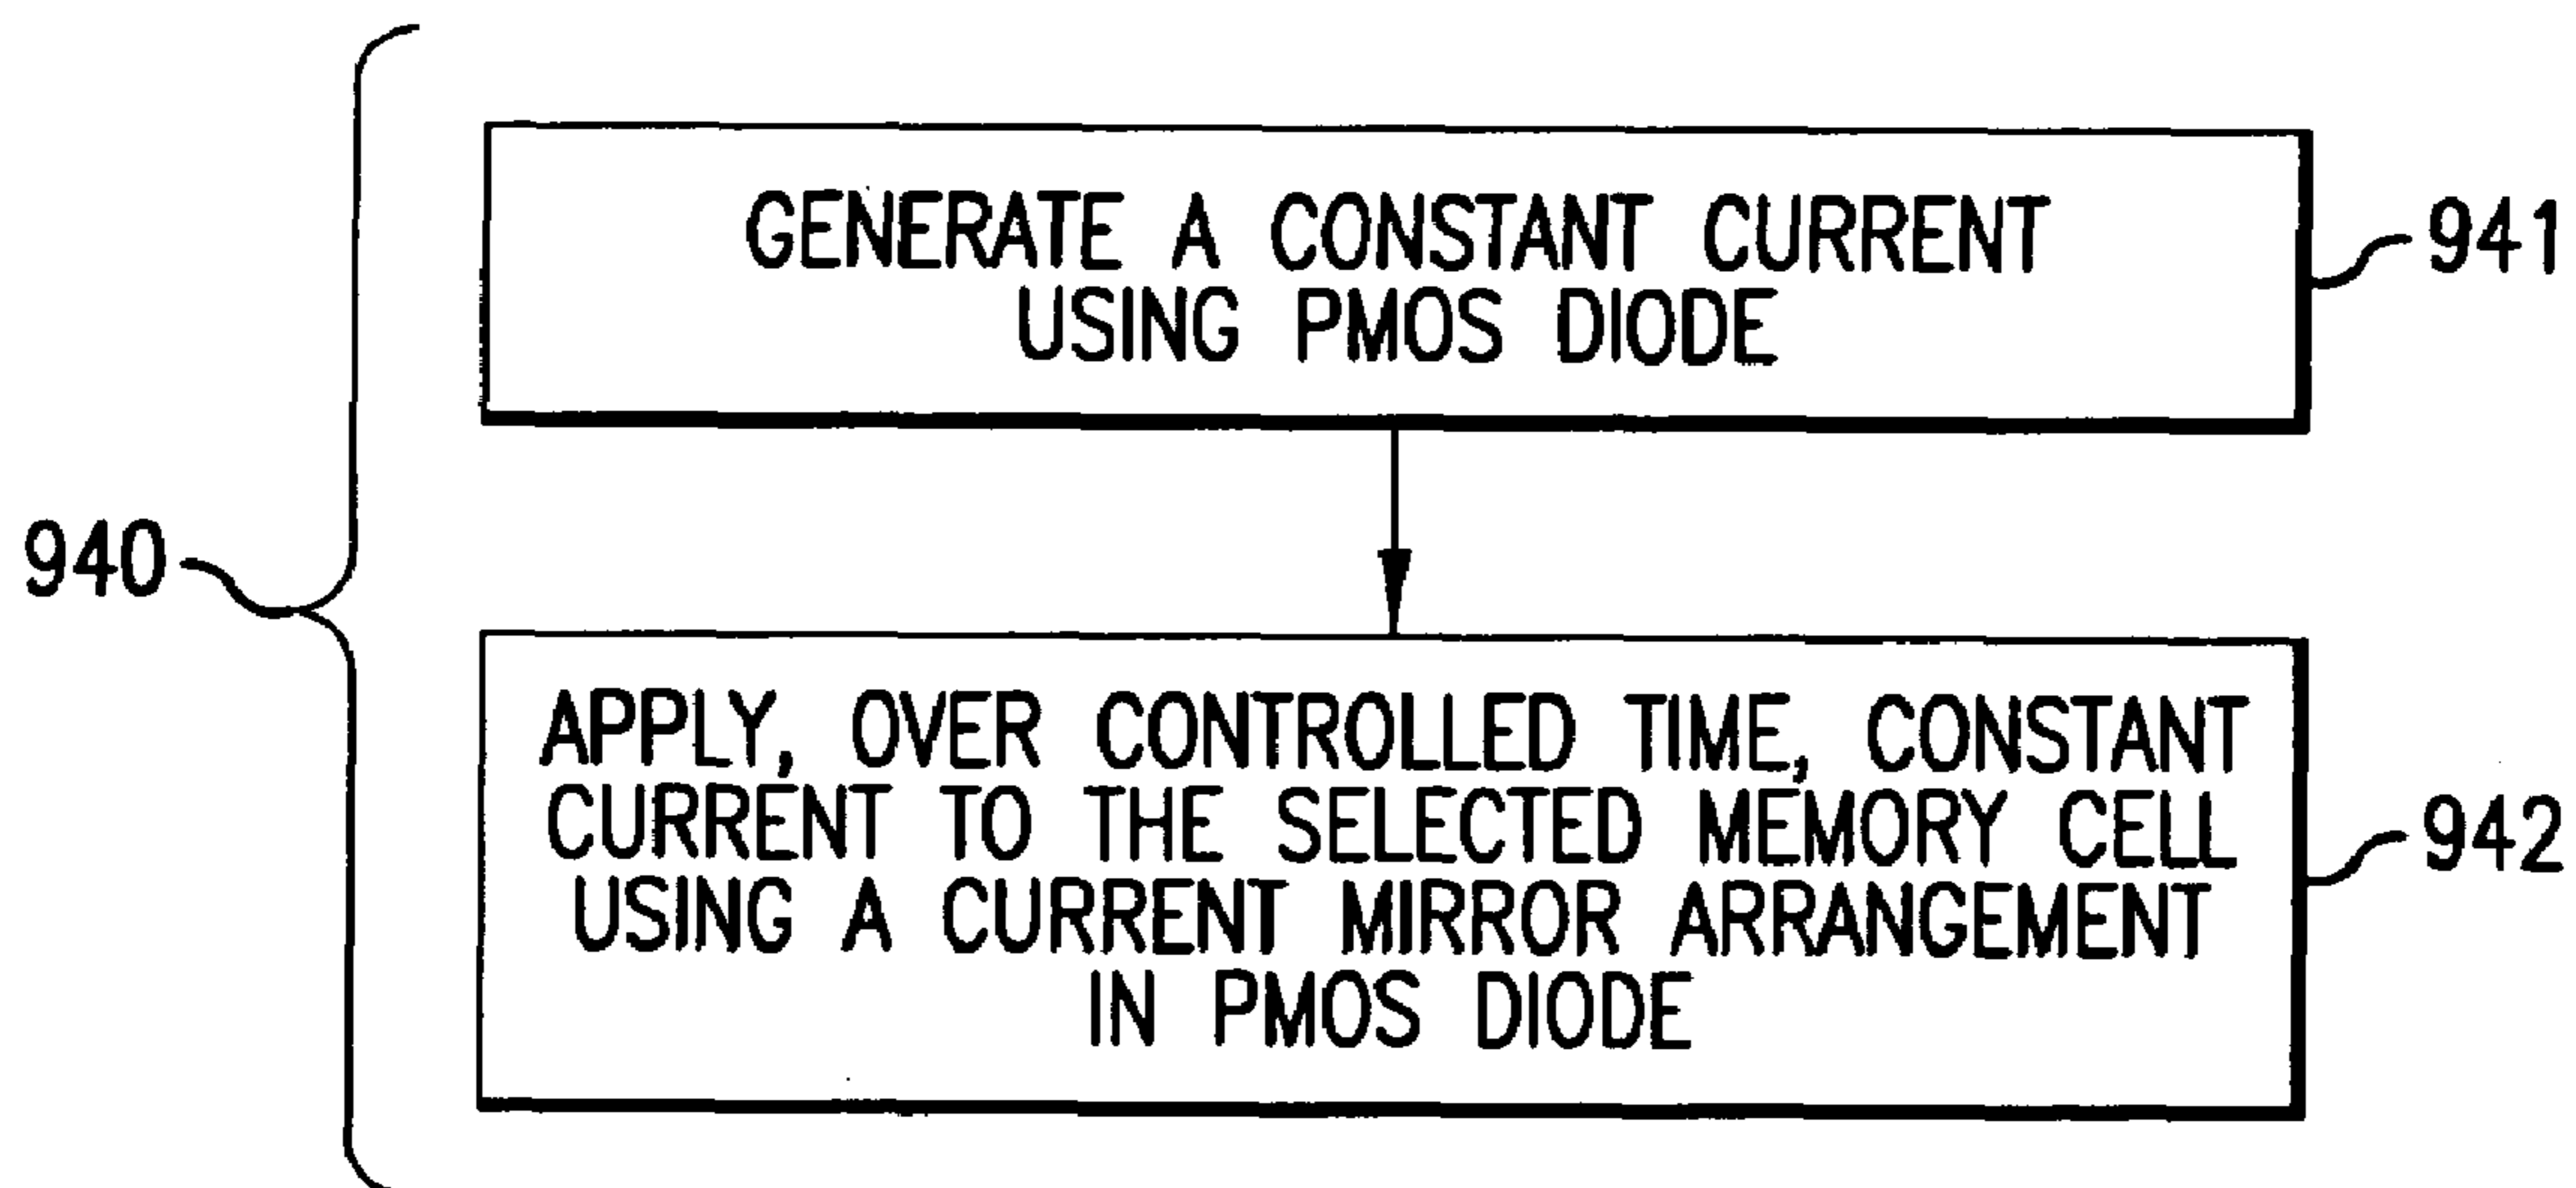 GENERATE A CONSTANT CURRENT
USING PMOS DIODE
941
940
APPLY, OVER CONTROLLED TIME, CONSTANT
CURRENT TO THE SELECTED MEMORY CELL
USING A CURRENT MIRROR ARRANGEMENT
IN PMOS DIODE
942